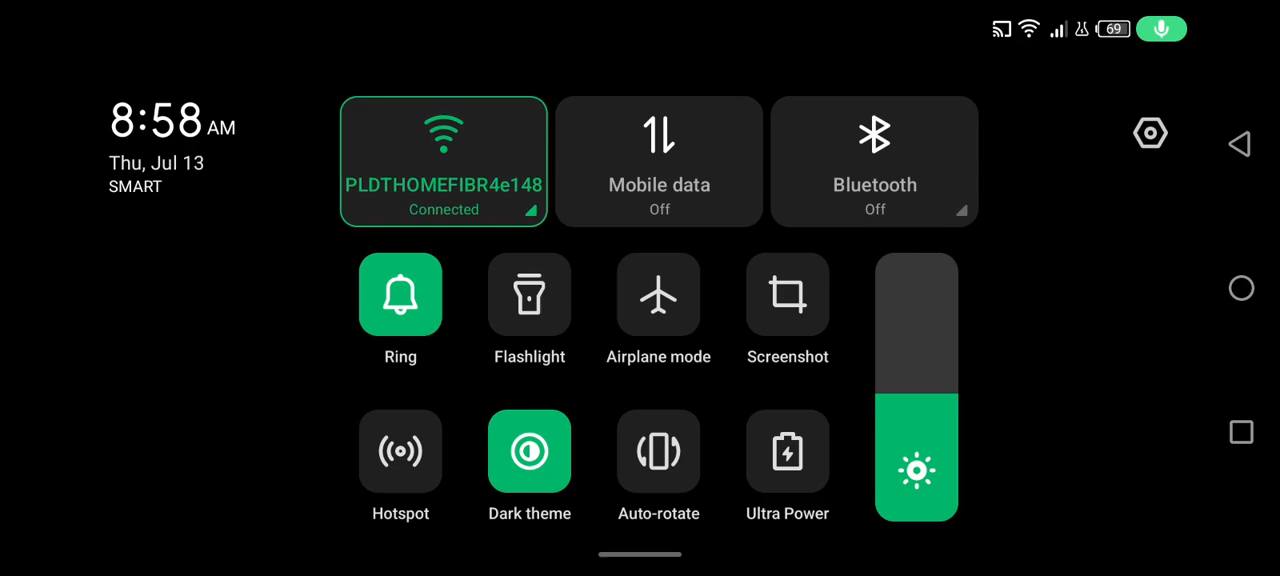 69
8:58 AM
Thu, Jul 13
SMART
PLDTHOMEFIBR4e148
Connected
Mobile data
Off
Bluetooth
Off
Ring
Flashlight
Airplane mode
Screenshot
Hotspot
Dark theme
Auto-rotate
Ultra Power